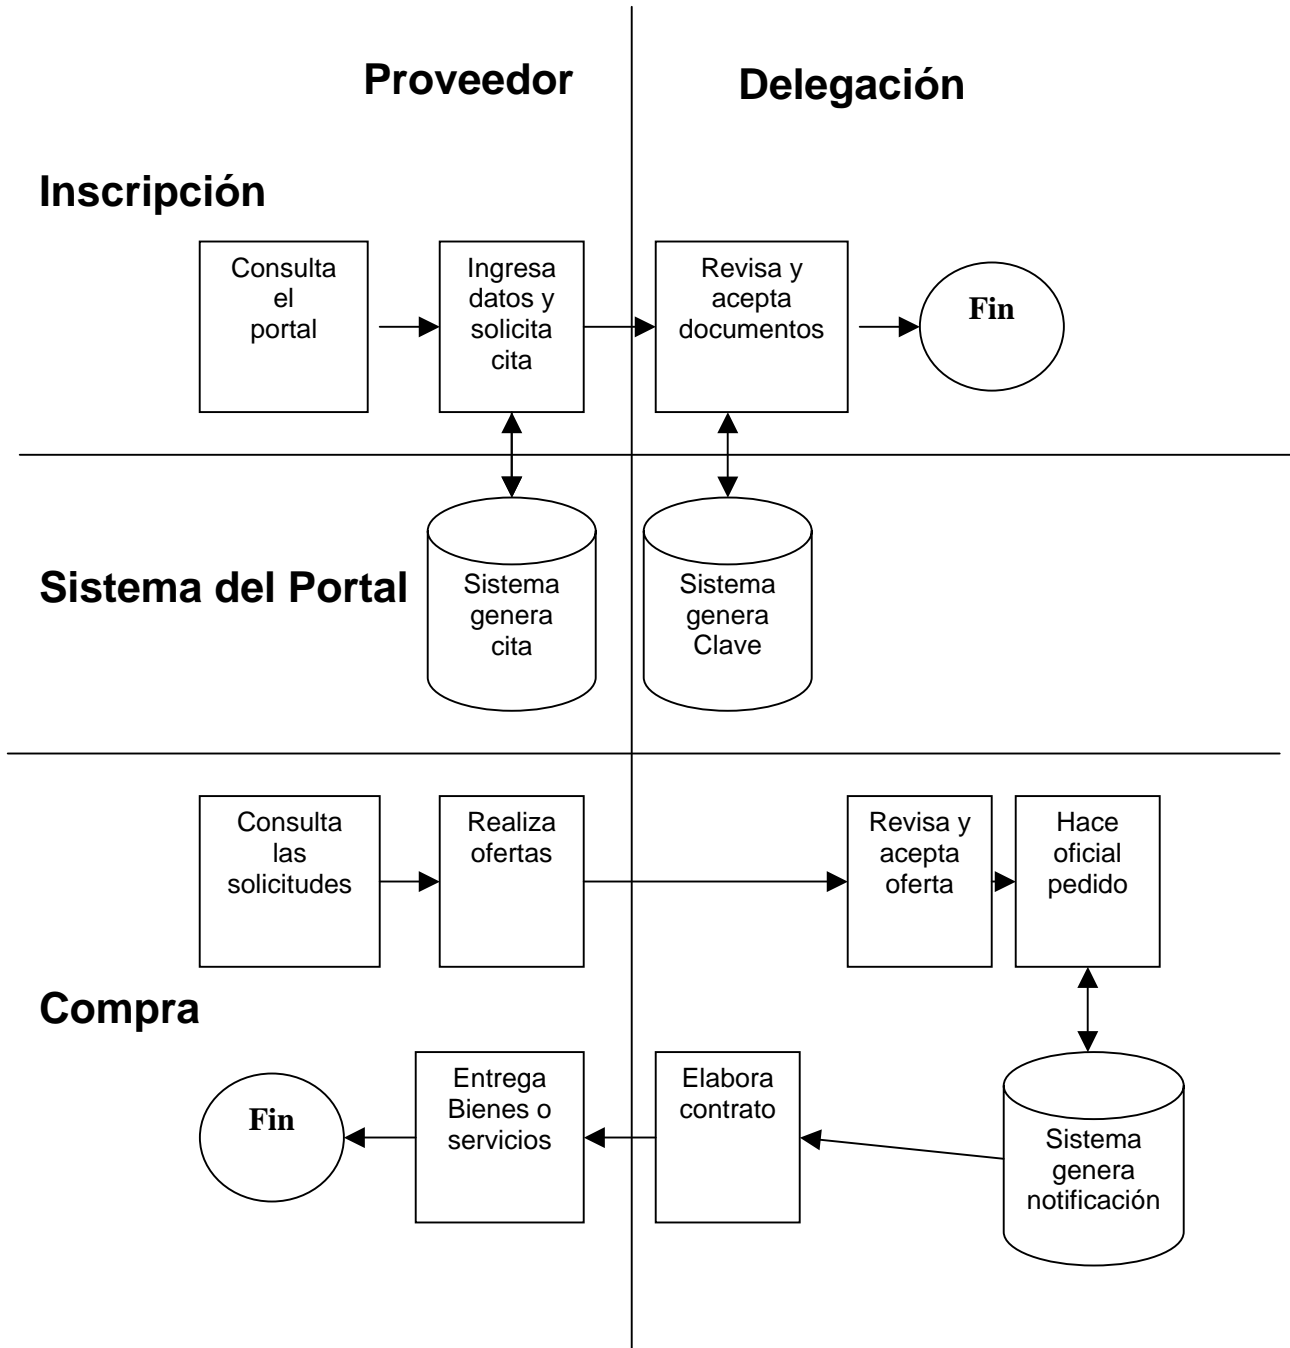 Proveedor
Delegación
Inscripción
Consulta
el
portal
Ingresa
datos y
solicita
cita
Revisa y
acepta
documentos
Fin
Sistema del Portal
Sistema
genera
cita
Sistema
genera
Clave
Consulta
las
solicitudes
Realiza
ofertas
Revisa y
acepta
oferta
Hace
oficial
pedido
Compra
Fin
Entrega
Bienes o
servicios
Elabora
contrato
Sistema
genera
notificación